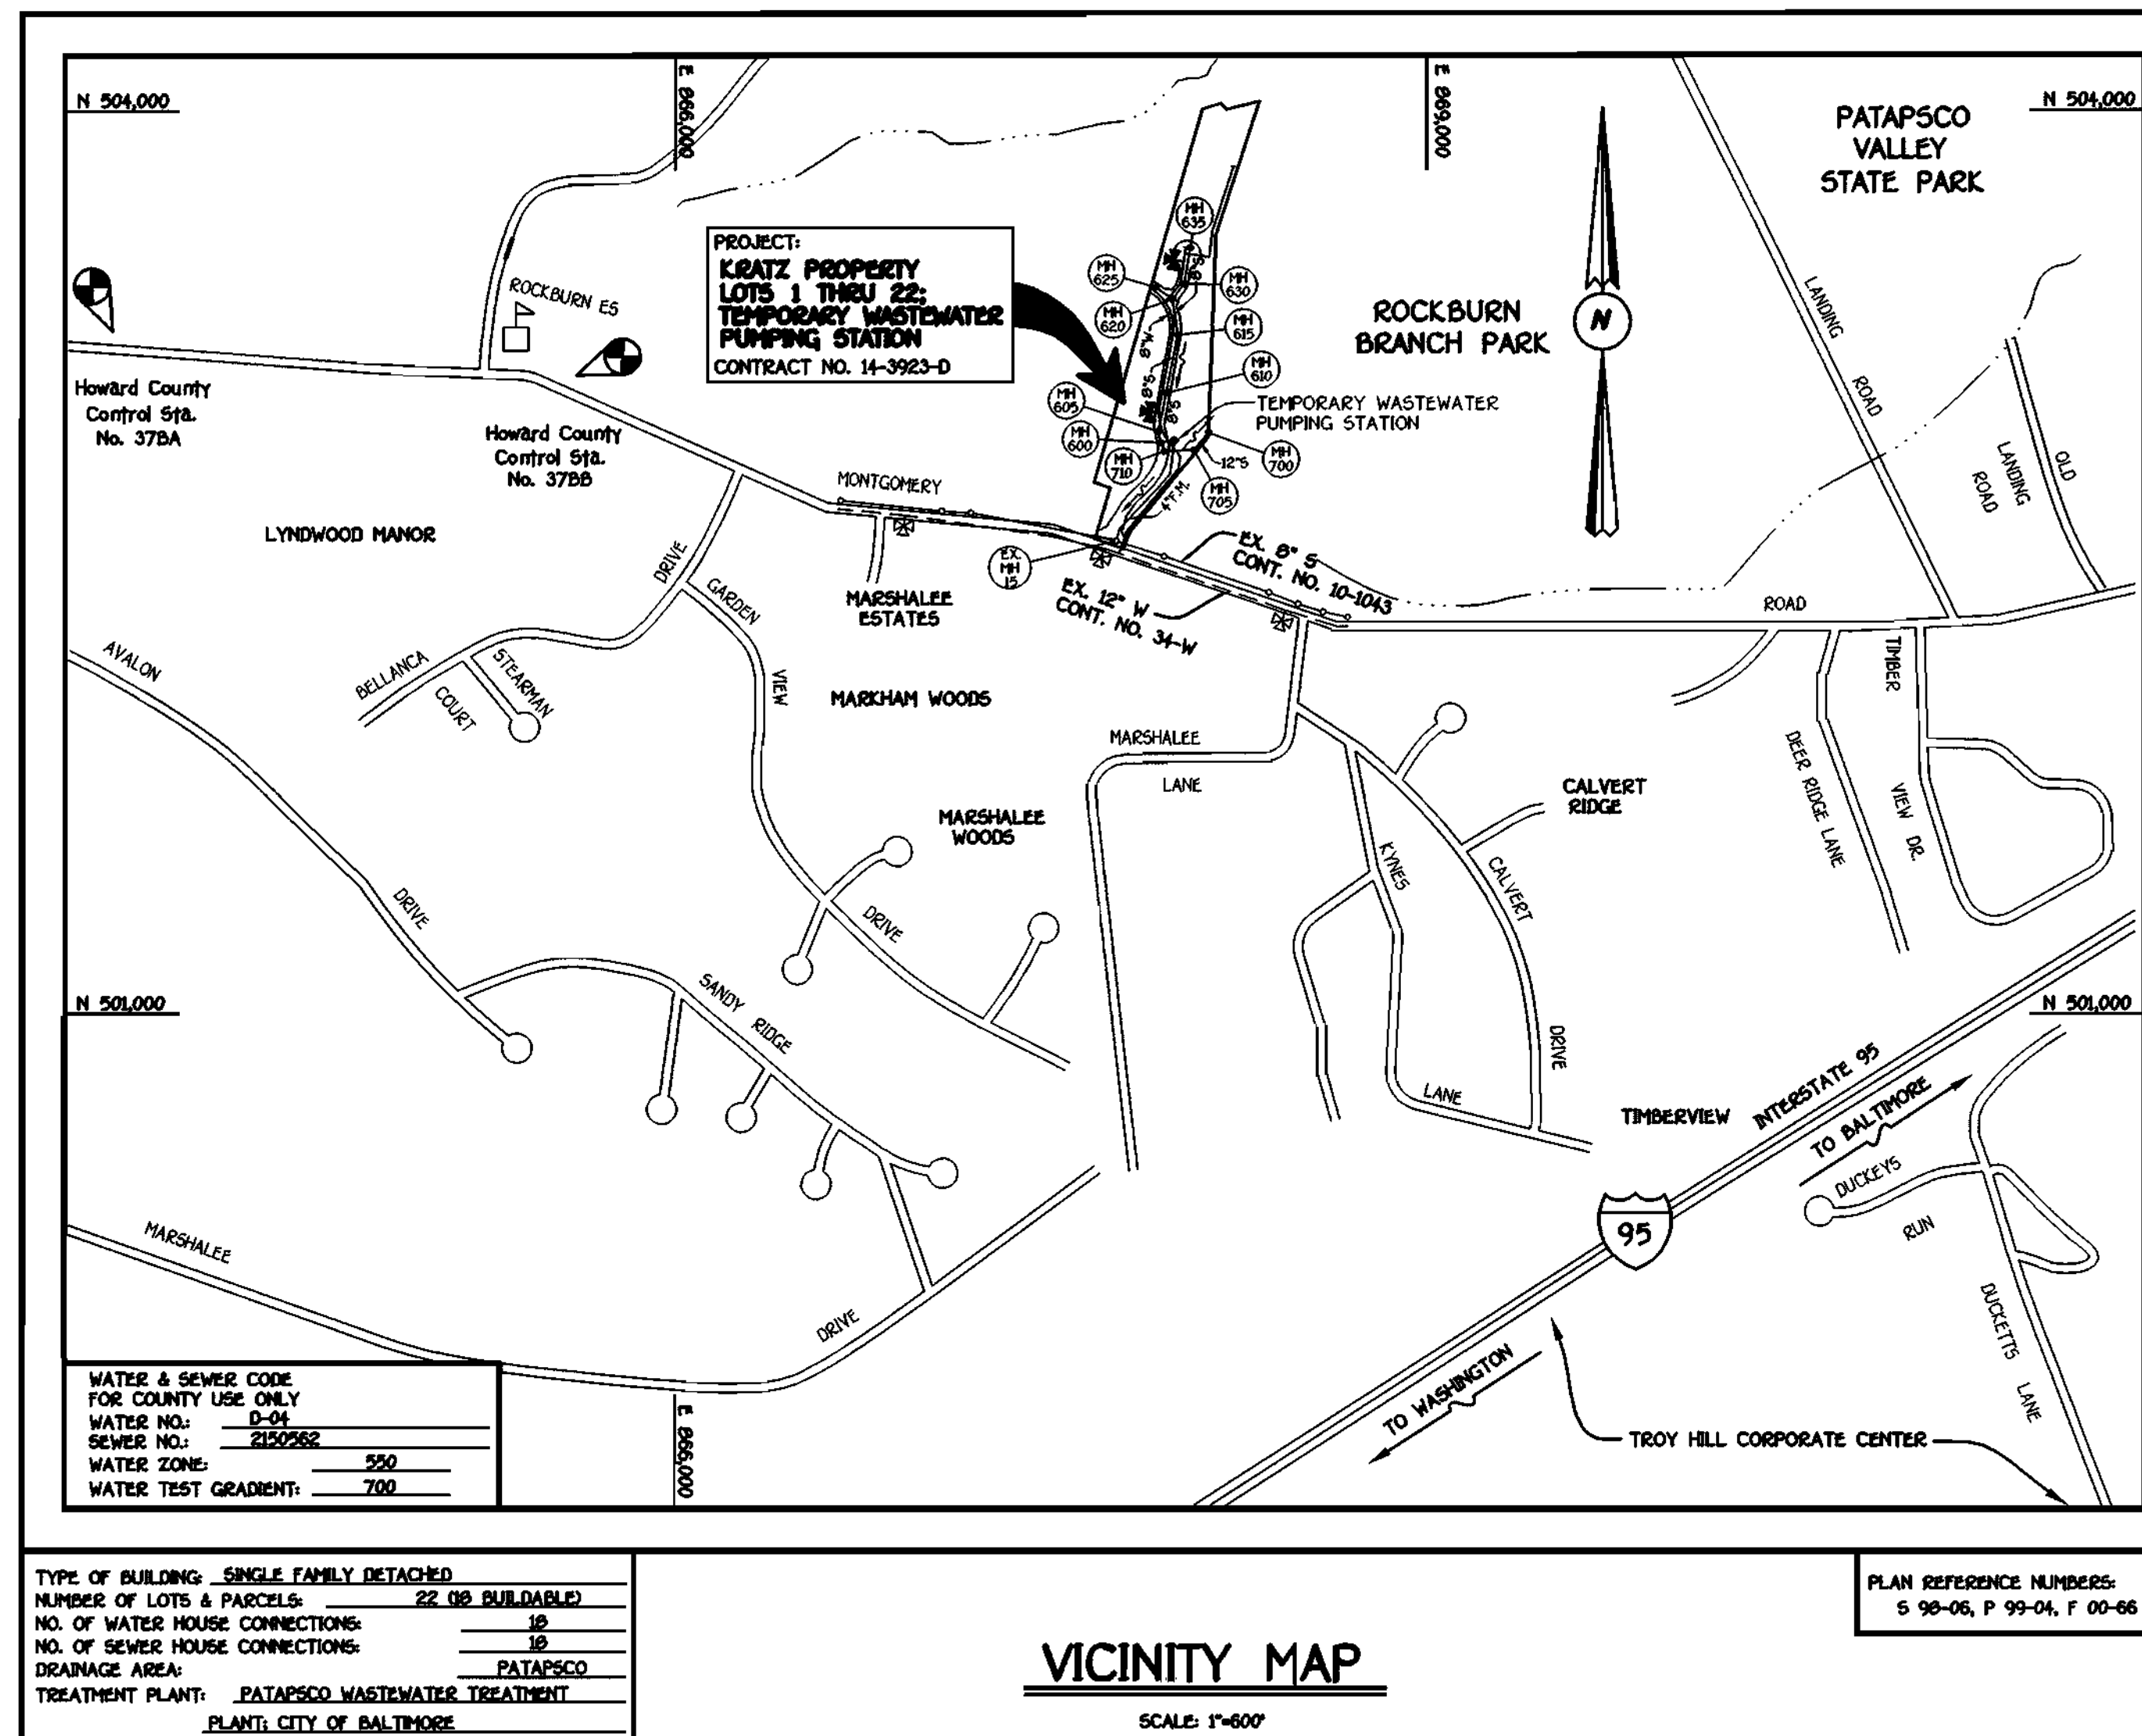 N 504,000
E 866,000
E 869,000
N 504,000
PATAPSCO
VALLEY
STATE PARK
PROJECT:
KRATZ PROPERTY
LOTS 1 THRU 22;
TEMPORARY WASTEWATER
PUMPING STATION
CONTRACT NO. 14-3923-D
MH
635
MH
625
MH
630
MH
620
MH
615
MH
610
MH
605
MH
600
MH
710
MH
700
MH
705
8"S
8"W
8"S
8"S
12"S
4"F.M.
TEMPORARY WASTEWATER
PUMPING STATION
ROCKBURN
BRANCH PARK
N
LANDING
ROAD
OLD
LANDING
ROAD
ROCKBURN ES
Howard County
Control Sta.
No. 37BA
Howard County
Control Sta.
No. 37BB
LYNDWOOD MANOR
MONTGOMERY
ROAD
EX.
MH
15
EX. 8" S
CONT. NO. 10-1043
EX. 12" W
CONT. NO. 34-W
DRIVE
BELLANCA
STEARMAN
COURT
GARDEN
VIEW
DRIVE
MARSHALEE
ESTATES
MARKHAM WOODS
MARSHALEE
WOODS
MARSHALEE
LANE
AVALON
DRIVE
SANDY RIDGE
KYNES
LANE
CALVERT
DRIVE
CALVERT
RIDGE
DEER RIDGE LANE
TIMBER
VIEW DR.
N 501,000
N 501,000
TIMBERVIEW
INTERSTATE 95
TO BALTIMORE
95
DUCKEYS
RUN
DUCKETTS
LANE
TO WASHINGTON
TROY HILL CORPORATE CENTER
MARSHALEE
DRIVE
E 866,000
WATER & SEWER CODE
FOR COUNTY USE ONLY
WATER NO.: D-04
SEWER NO.: 2150562
WATER ZONE: 550
WATER TEST GRADIENT: 700
TYPE OF BUILDING: SINGLE FAMILY DETACHED
NUMBER OF LOTS & PARCELS: 22 (18 BUILDABLE)
NO. OF WATER HOUSE CONNECTIONS: 18
NO. OF SEWER HOUSE CONNECTIONS: 18
DRAINAGE AREA: PATAPSCO
TREATMENT PLANT: PATAPSCO WASTEWATER TREATMENT
PLANT; CITY OF BALTIMORE
VICINITY MAP
SCALE: 1"=600'
PLAN REFERENCE NUMBERS:
S 98-06, P 99-04, F 00-66